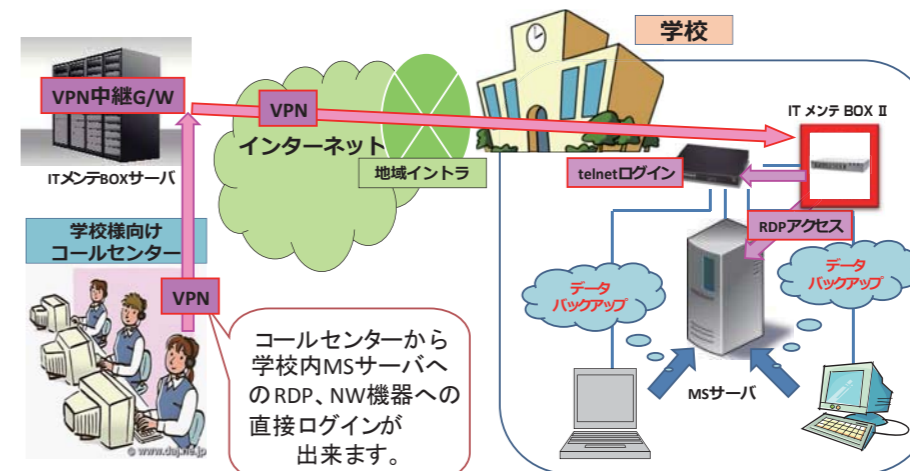 学校
VPN中継G/W
VPN
インターネット
地域イントラ
IT メンテ BOX Ⅱ
ITメンテBOXサーバ
telnetログイン
RDPアクセス
学校様向け
コールセンター
VPN
データ
バックアップ
データ
バックアップ
コールセンターから
学校内MSサーバへ
のRDP、NW機器への
直接ログインが
出来ます。
MSサーバ
© www.daj.ne.jp